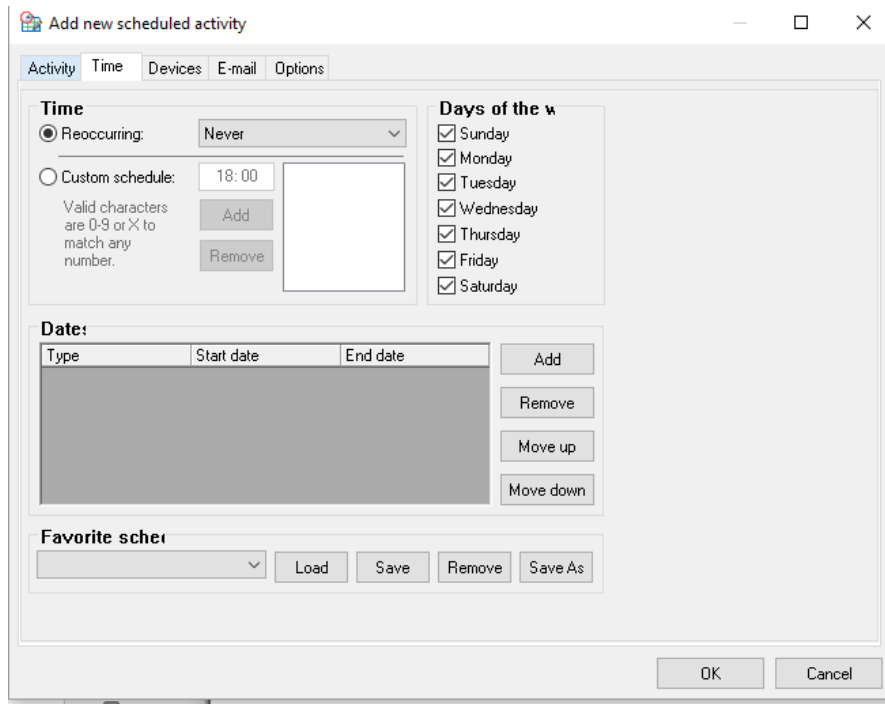 Add new scheduled activity
Activity Time Devices E-mail Options
Time
Reoccurring: Never
Custom schedule: 18:00
Valid characters
are 0-9 or X to
match any
number.
Add
Remove
Days of the w
Sunday
Monday
Tuesday
Wednesday
Thursday
Friday
Saturday
Dates
Type Start date End date
Add
Remove
Move up
Move down
Favorite sche
Load Save Remove Save As
OK Cancel